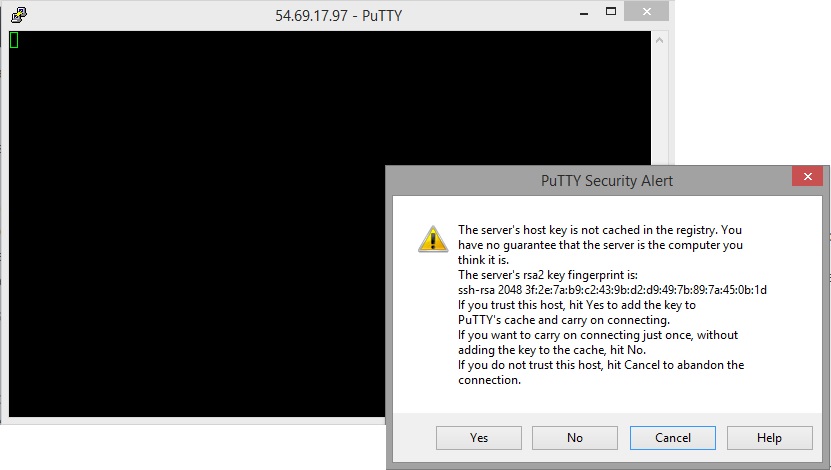 54.69.17.97 - PuTTY
PuTTY Security Alert
The server's host key is not cached in the registry. You
have no guarantee that the server is the computer you
think it is.
The server's rsa2 key fingerprint is:
ssh-rsa 2048 3f:2e:7a:b9:c2:43:9b:d2:d9:49:7b:89:7a:45:0b:1d
If you trust this host, hit Yes to add the key to
PuTTY's cache and carry on connecting.
If you want to carry on connecting just once, without
adding the key to the cache, hit No.
If you do not trust this host, hit Cancel to abandon the
connection.
Yes
No
Cancel
Help